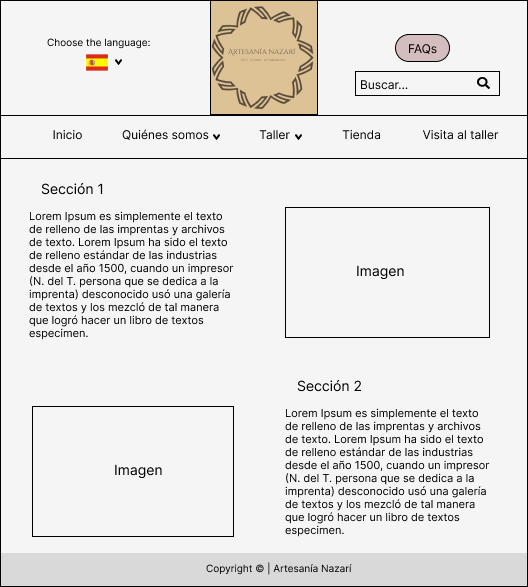 Choose the language:
ARTESANÍA NAZARÍ
FAQs
Buscar...
Inicio
Quiénes somos
Taller
Tienda
Visita al taller
Sección 1
Lorem Ipsum es simplemente el texto
de relleno de las imprentas y archivos
de texto. Lorem Ipsum ha sido el texto
de relleno estándar de las industrias
desde el año 1500, cuando un impresor
(N. del T. persona que se dedica a la
imprenta) desconocido usó una galería
de textos y los mezcló de tal manera
que logró hacer un libro de textos
especimen.
Imagen
Imagen
Sección 2
Lorem Ipsum es simplemente el texto
de relleno de las imprentas y archivos
de texto. Lorem Ipsum ha sido el texto
de relleno estándar de las industrias
desde el año 1500, cuando un impresor
(N. del T. persona que se dedica a la
imprenta) desconocido usó una galería
de textos y los mezcló de tal manera
que logró hacer un libro de textos
especimen.
Copyright © | Artesanía Nazarí